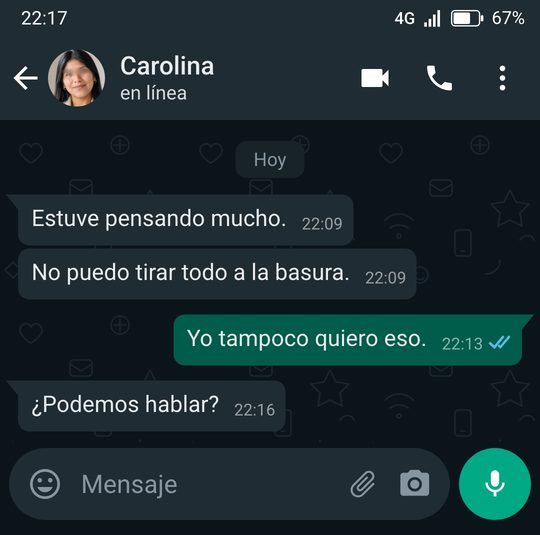 22:17 4G 67%
Carolina
en línea
Hoy
Estuve pensando mucho. 22:09
No puedo tirar todo a la basura. 22:09
Yo tampoco quiero eso. 22:13
¿Podemos hablar? 22:16
Mensaje